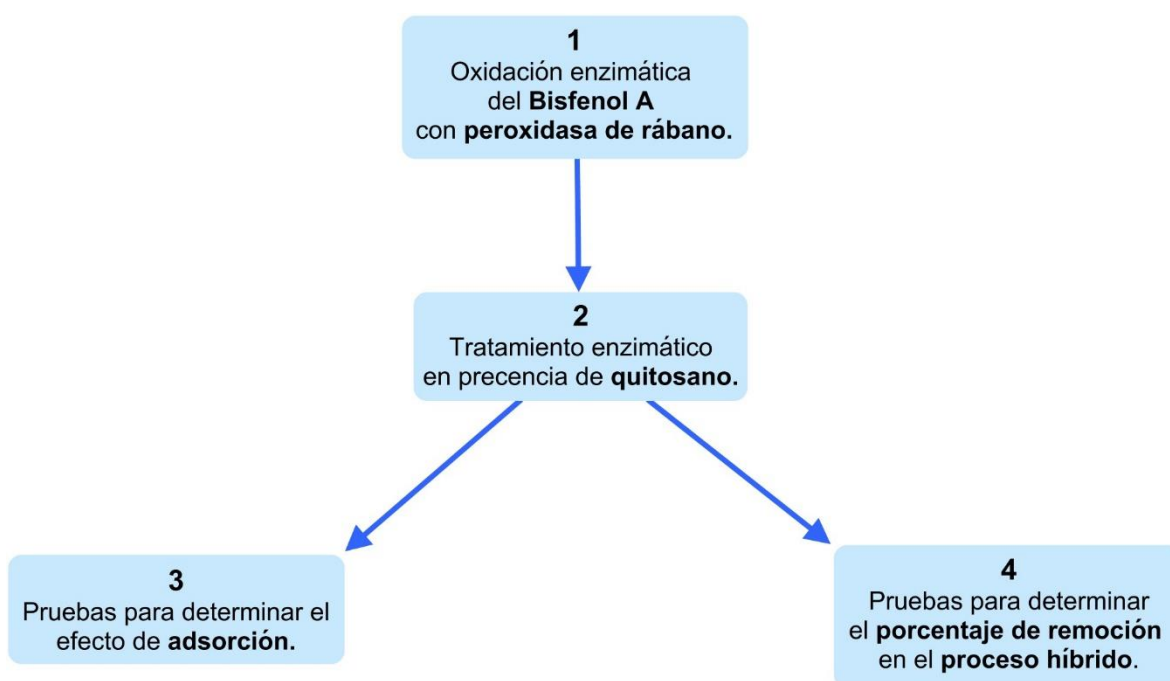 1
Oxidación enzimática
del Bisfenol A
con peroxidasa de rábano.
2
Tratamiento enzimático
en precencia de quitosano.
3
Pruebas para determinar el
efecto de adsorción.
4
Pruebas para determinar
el porcentaje de remoción
en el proceso híbrido.